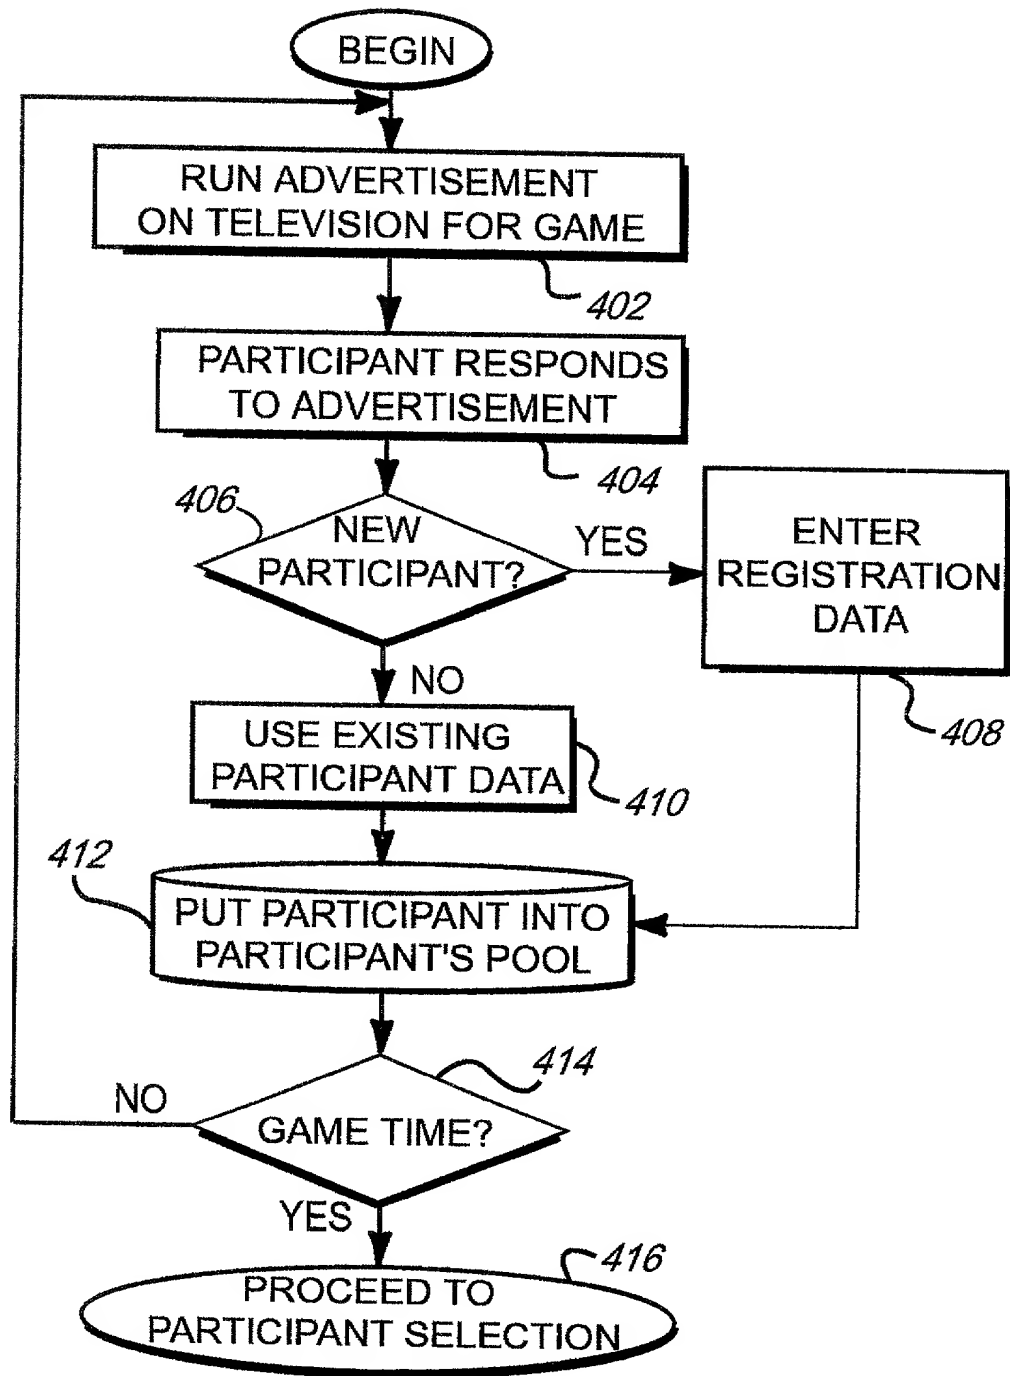 BEGIN
RUN ADVERTISEMENT
ON TELEVISION FOR GAME
402
PARTICIPANT RESPONDS
TO ADVERTISEMENT
404
406
NEW
PARTICIPANT?
YES
ENTER
REGISTRATION
DATA
408
NO
USE EXISTING
PARTICIPANT DATA
410
412
PUT PARTICIPANT INTO
PARTICIPANT'S POOL
414
NO
GAME TIME?
YES
416
PROCEED TO
PARTICIPANT SELECTION